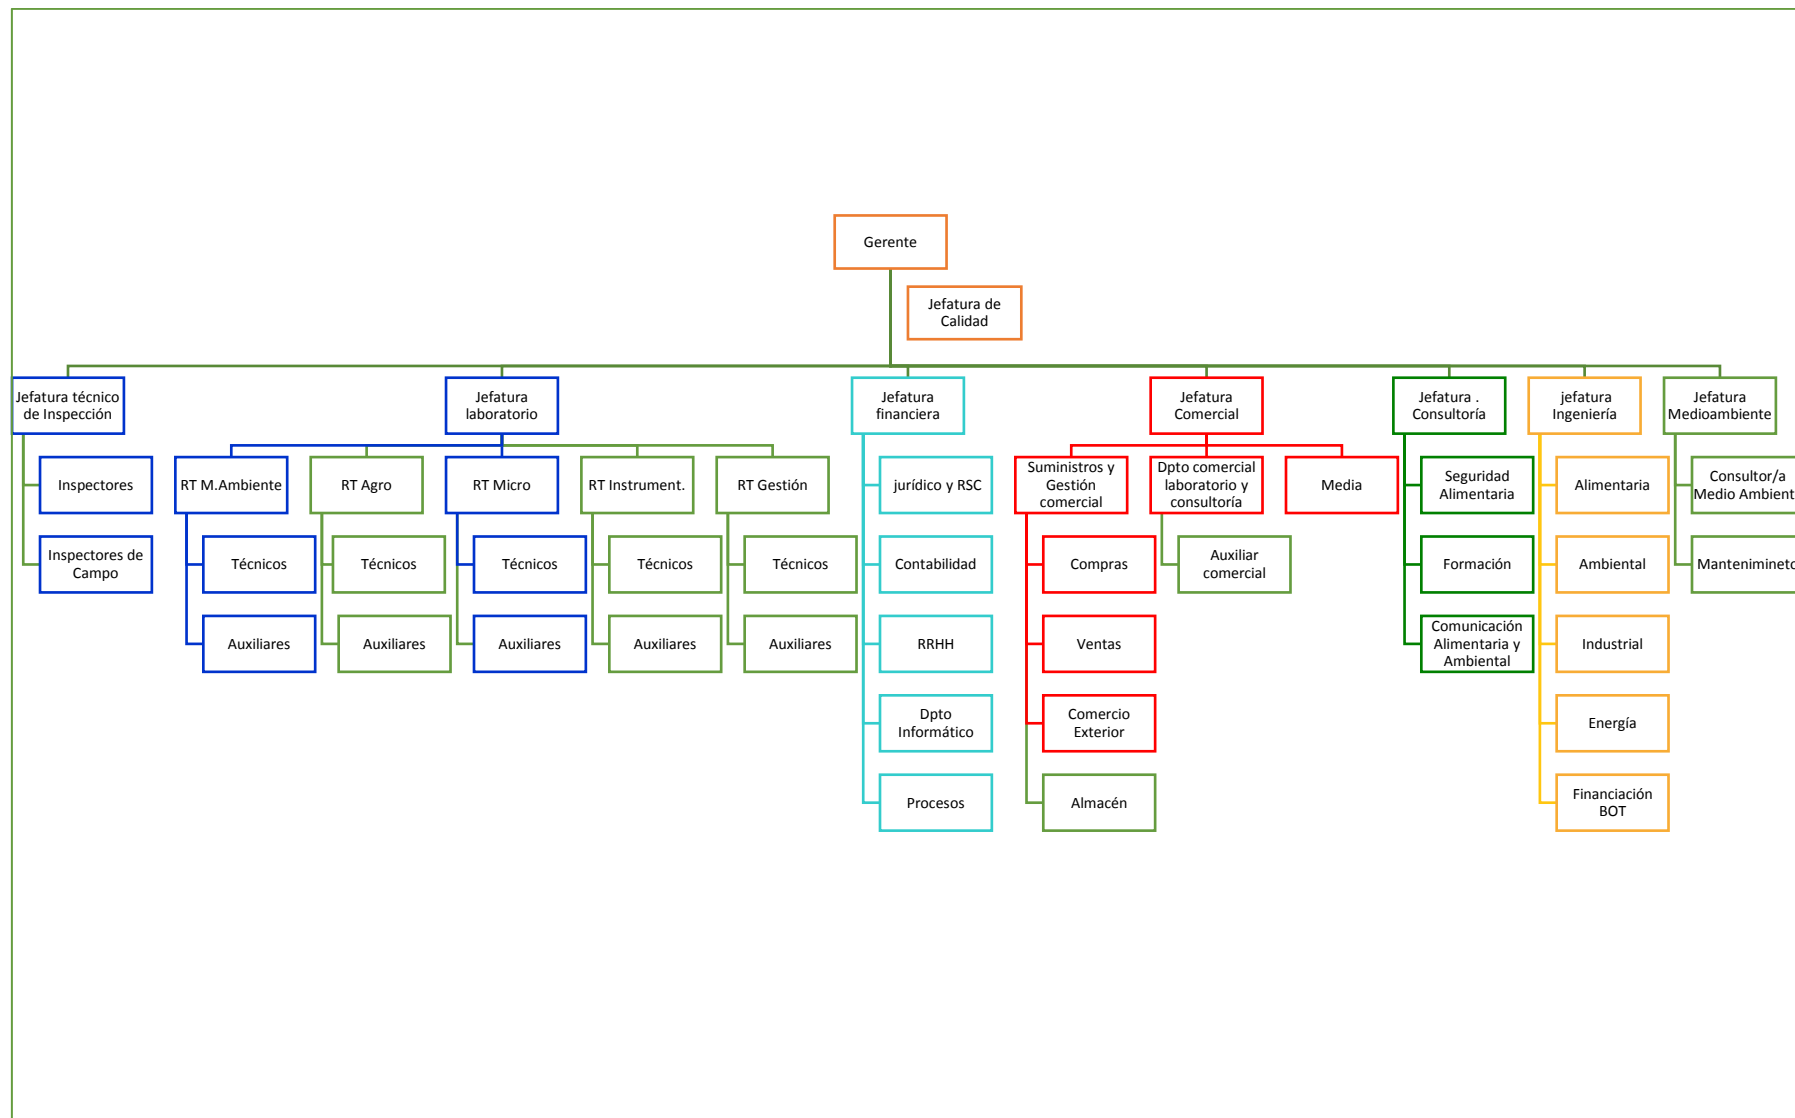 Gerente
Jefatura de
Calidad
Jefatura técnico
de Inspección
Jefatura
laboratorio
Jefatura
financiera
Jefatura
Comercial
Jefatura .
Consultoría
jefatura
Ingeniería
Jefatura
Medioambiente
Inspectores
RT M.Ambiente
RT Agro
RT Micro
RT Instrument.
RT Gestión
jurídico y RSC
Suministros y
Gestión
comercial
Dpto comercial
laboratorio y
consultoría
Media
Seguridad
Alimentaria
Alimentaria
Consultor/a
Medio Ambient
Inspectores de
Campo
Técnicos
Técnicos
Técnicos
Técnicos
Técnicos
Contabilidad
Compras
Auxiliar
comercial
Formación
Ambiental
Mantenimineto
Auxiliares
Auxiliares
Auxiliares
Auxiliares
Auxiliares
RRHH
Ventas
Comunicación
Alimentaria y
Ambiental
Industrial
Dpto
Informático
Comercio
Exterior
Energía
Procesos
Almacén
Financiación
BOT